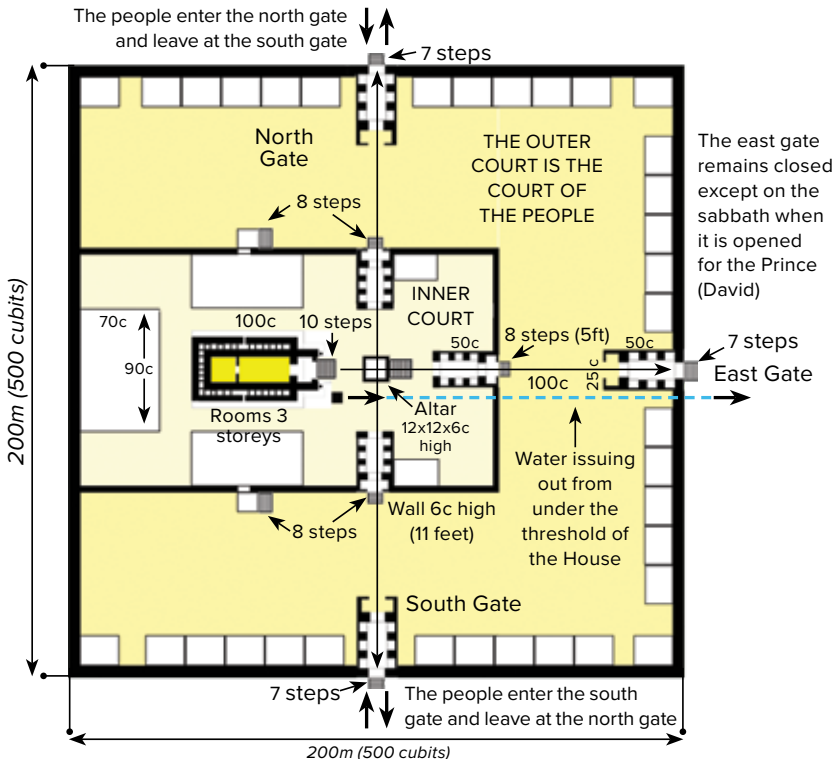 The people enter the north gate
and leave at the south gate
7 steps
North
Gate
THE OUTER
COURT IS THE
COURT OF
THE PEOPLE
The east gate
remains closed
except on the
sabbath when
it is opened
for the Prince
(David)
8 steps
200m (500 cubits)
70c
90c
100c
10 steps
INNER
COURT
50c
8 steps (5ft)
100c
25c
50c
7 steps
East Gate
Rooms 3
storeys
Altar
12x12x6c
high
Water issuing
out from
under the
threshold of
the House
8 steps
Wall 6c high
(11 feet)
South Gate
7 steps
The people enter the south
gate and leave at the north gate
200m (500 cubits)